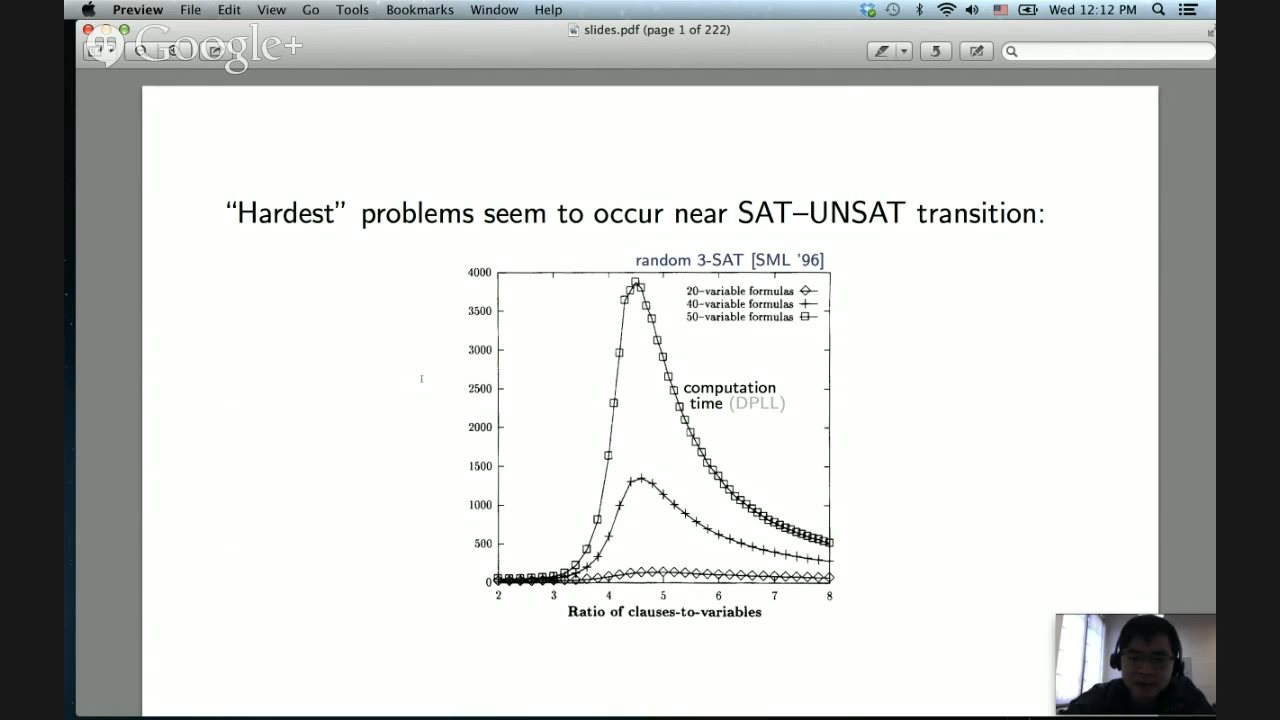 Preview File Edit View Go Tools Bookmarks Window Help Wed 12:12 PM
slides.pdf (page 1 of 222)
Google+
“Hardest” problems seem to occur near SAT–UNSAT transition:
random 3-SAT [SML '96]
4000
3500
3000
2500
2000
1500
1000
500
0
20–variable formulas
40–variable formulas
50–variable formulas
computation
time (DPLL)
2 3 4 5 6 7 8
Ratio of clauses-to-variables